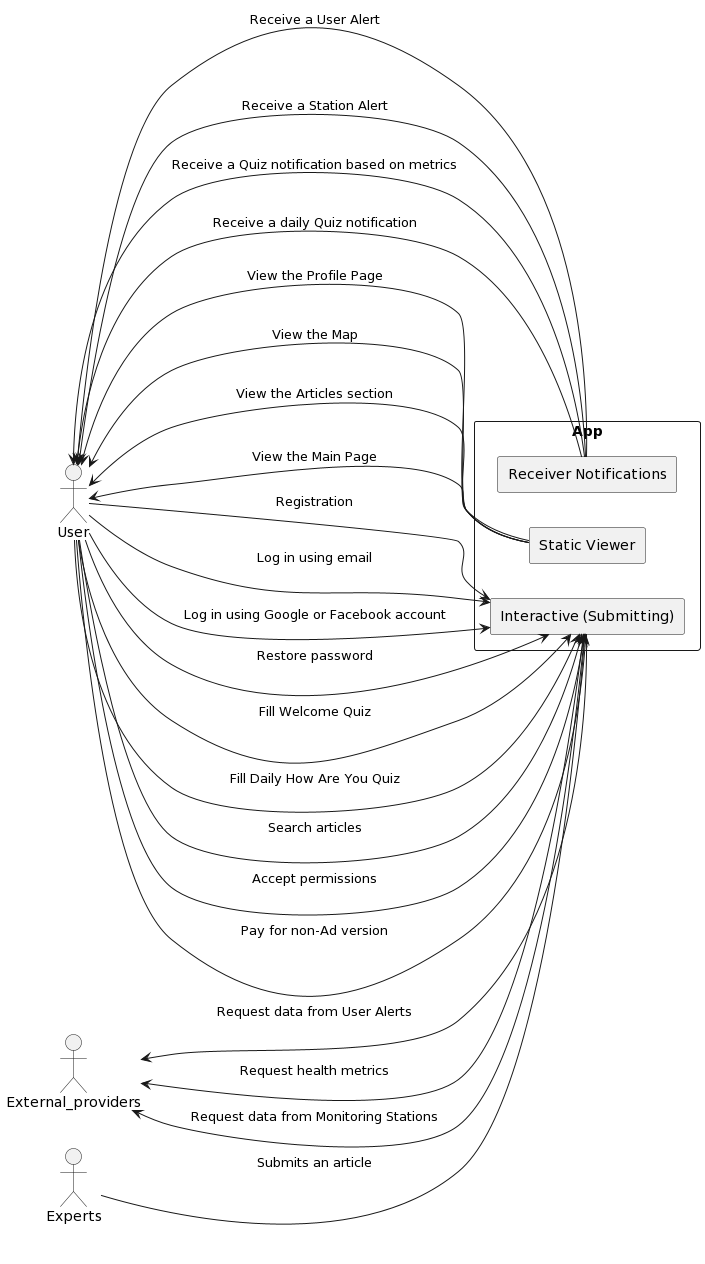 Receive a User Alert
Receive a Station Alert
Receive a Quiz notification based on metrics
Receive a daily Quiz notification
View the Profile Page
View the Map
View the Articles section
App
View the Main Page
Receiver Notifications
Registration
User
Static Viewer
Log in using email
Log in using Google or Facebook account
Interactive (Submitting)
Restore password
Fill Welcome Quiz
Fill Daily How Are You Quiz
Search articles
Accept permissions
Pay for non-Ad version
Request data from User Alerts
Request health metrics
External_providers
Request data from Monitoring Stations
Submits an article
Experts